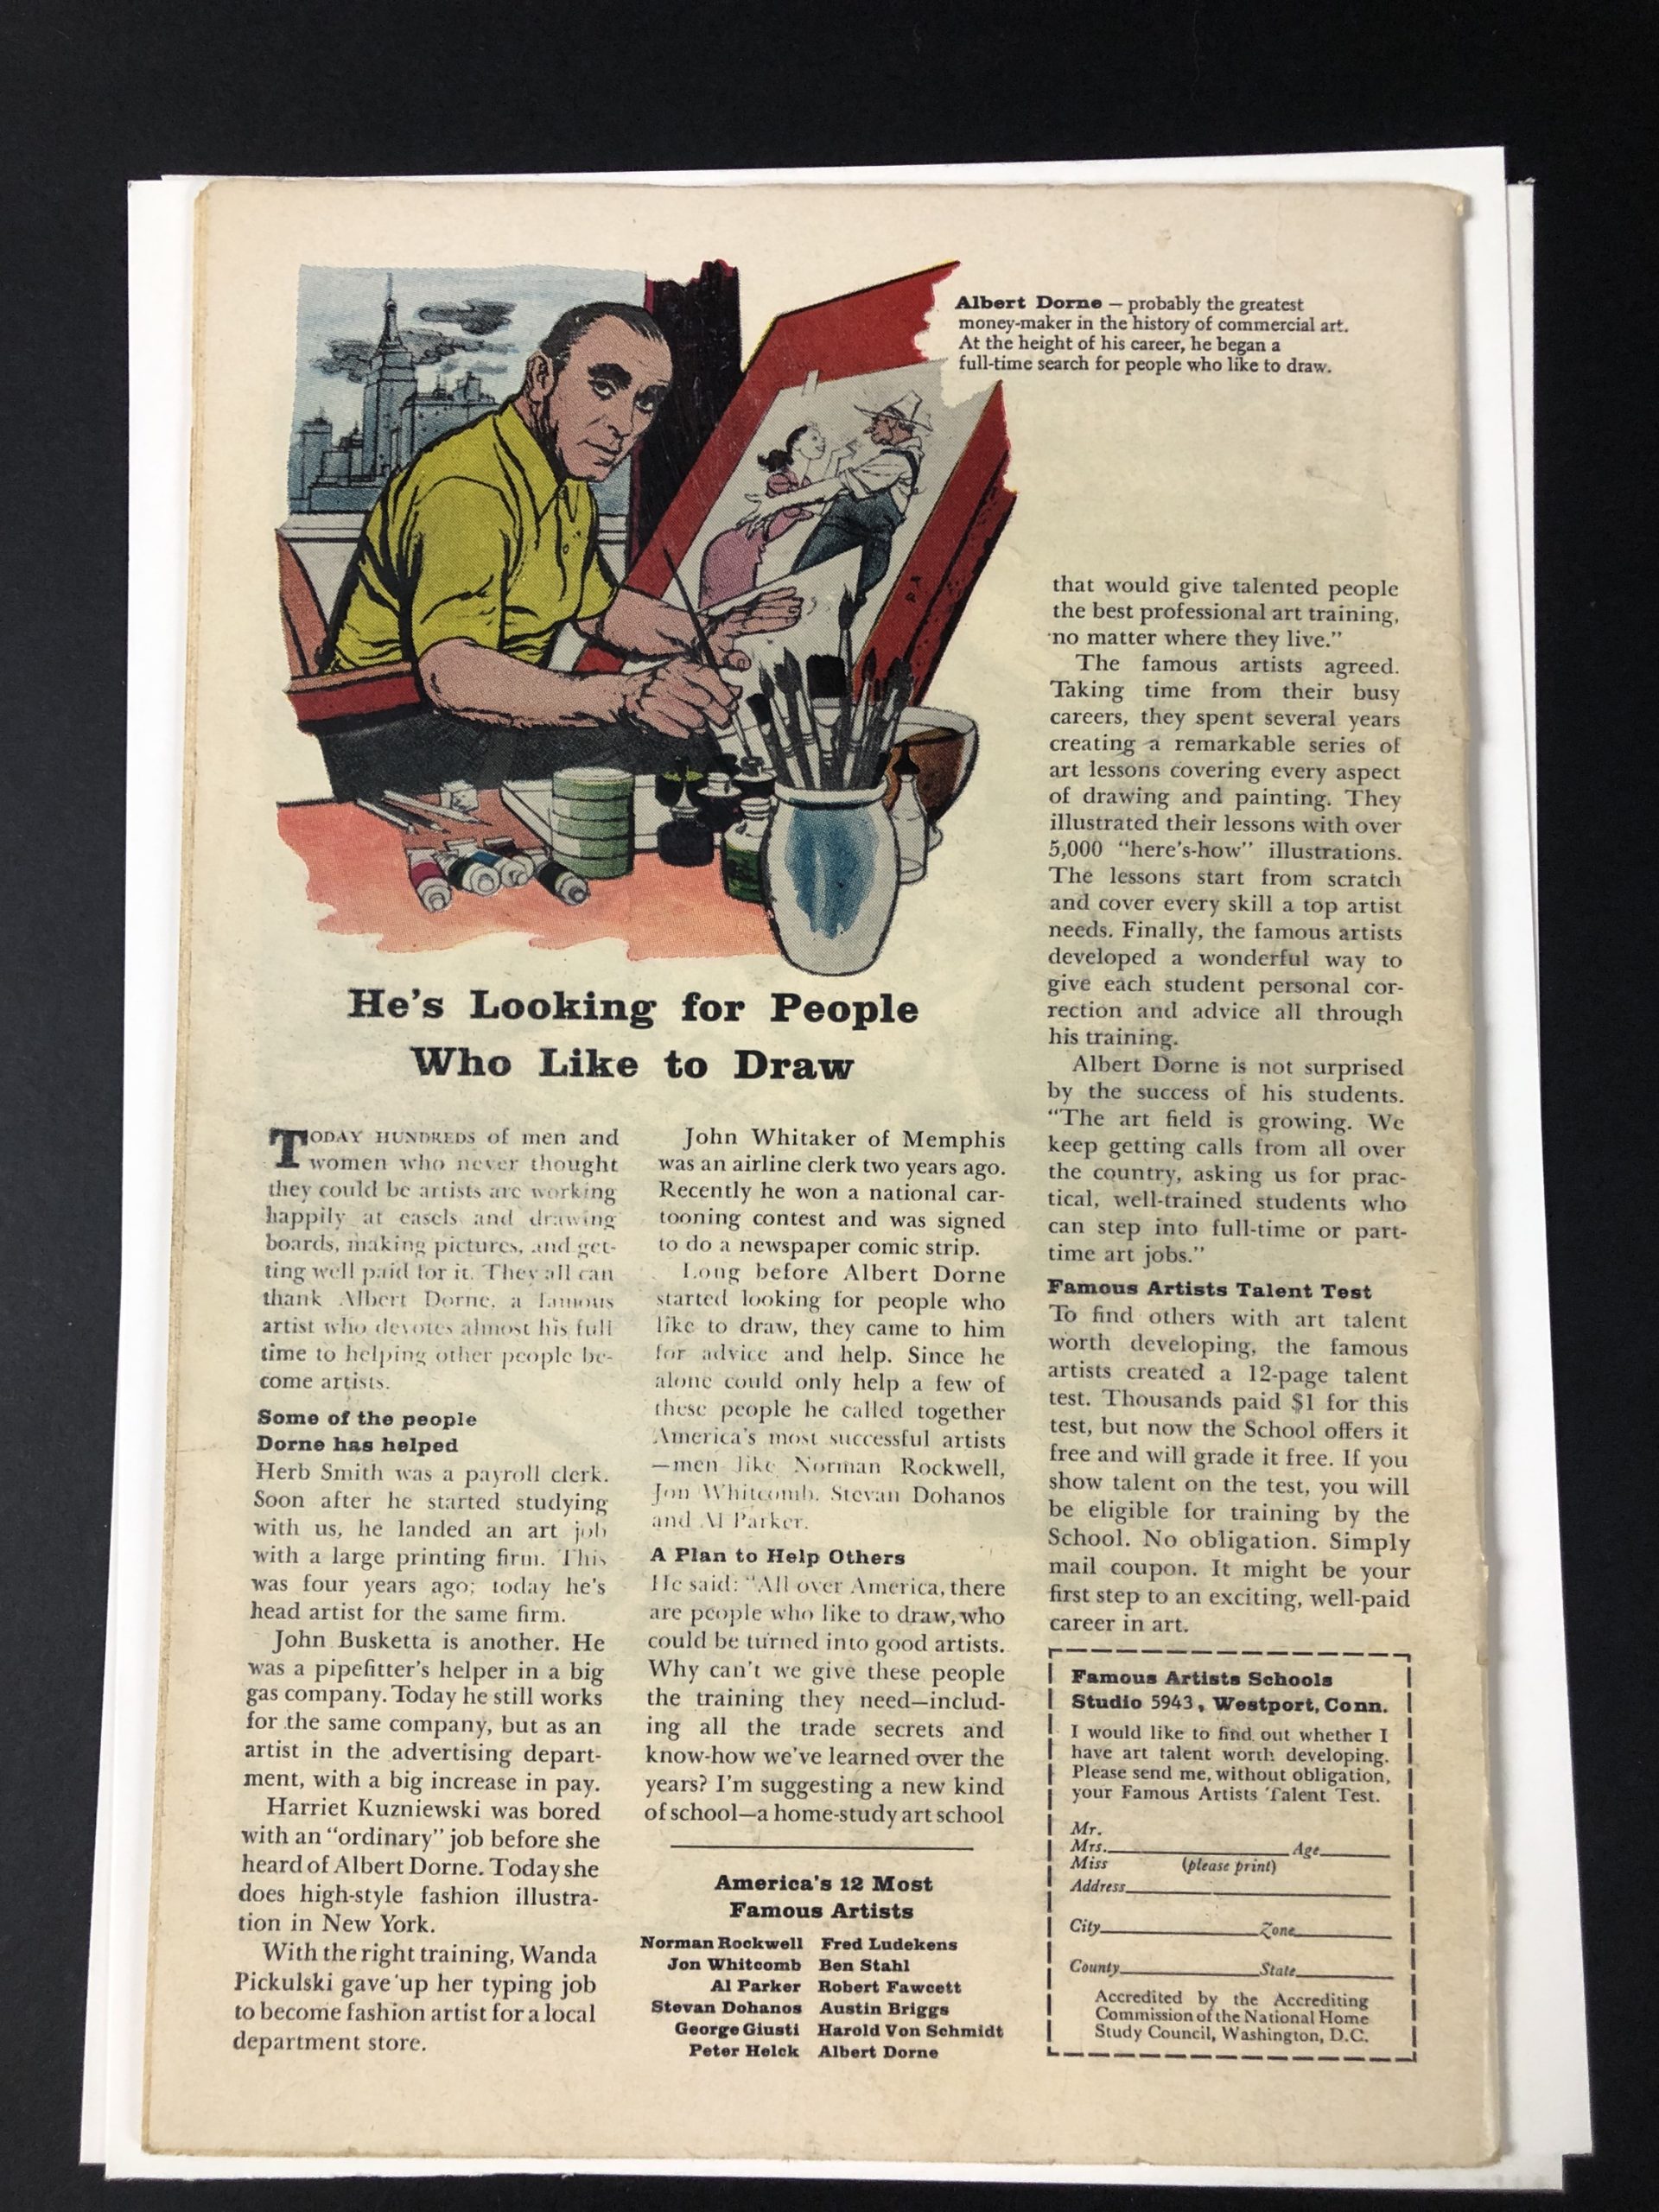 Albert Dorne — probably the greatest
money-maker in the history of commercial art.
At the height of his career, he began a
full-time search for people who like to draw.
He's Looking for People
Who Like to Draw
TODAY HUNDREDS of men and
women who never thought
they could be artists are working
happily at easels and drawing
boards, making pictures, and get-
ting well paid for it. They all can
thank Albert Dorne, a famous
artist who devotes almost his full
time to helping other people be-
come artists.
Some of the people
Dorne has helped
Herb Smith was a payroll clerk.
Soon after he started studying
with us, he landed an art job
with a large printing firm. This
was four years ago; today he's
head artist for the same firm.
John Busketta is another. He
was a pipefitter's helper in a big
gas company. Today he still works
for the same company, but as an
artist in the advertising depart-
ment, with a big increase in pay.
Harriet Kuzniewski was bored
with an "ordinary" job before she
heard of Albert Dorne. Today she
does high-style fashion illustra-
tion in New York.
With the right training, Wanda
Pickulski gave up her typing job
to become fashion artist for a local
department store.
John Whitaker of Memphis
was an airline clerk two years ago.
Recently he won a national car-
tooning contest and was signed
to do a newspaper comic strip.
Long before Albert Dorne
started looking for people who
like to draw, they came to him
for advice and help. Since he
alone could only help a few of
these people he called together
America's most successful artists
—men like Norman Rockwell,
Jon Whitcomb, Stevan Dohanos
and Al Parker.
A Plan to Help Others
He said: "All over America, there
are people who like to draw, who
could be turned into good artists.
Why can't we give these people
the training they need—includ-
ing all the trade secrets and
know-how we've learned over the
years? I'm suggesting a new kind
of school—a home-study art school
America's 12 Most
Famous Artists
Norman Rockwell Fred Ludekens
Jon Whitcomb Ben Stahl
Al Parker Robert Fawcett
Stevan Dohanos Austin Briggs
George Giusti Harold Von Schmidt
Peter Helck Albert Dorne
that would give talented people
the best professional art training,
no matter where they live."
The famous artists agreed.
Taking time from their busy
careers, they spent several years
creating a remarkable series of
art lessons covering every aspect
of drawing and painting. They
illustrated their lessons with over
5,000 "here's-how" illustrations.
The lessons start from scratch
and cover every skill a top artist
needs. Finally, the famous artists
developed a wonderful way to
give each student personal cor-
rection and advice all through
his training.
Albert Dorne is not surprised
by the success of his students.
"The art field is growing. We
keep getting calls from all over
the country, asking us for prac-
tical, well-trained students who
can step into full-time or part-
time art jobs."
Famous Artists Talent Test
To find others with art talent
worth developing, the famous
artists created a 12-page talent
test. Thousands paid $1 for this
test, but now the School offers it
free and will grade it free. If you
show talent on the test, you will
be eligible for training by the
School. No obligation. Simply
mail coupon. It might be your
first step to an exciting, well-paid
career in art.
Famous Artists Schools
Studio 5943, Westport, Conn.
I would like to find out whether I
have art talent worth developing.
Please send me, without obligation,
your Famous Artists Talent Test.
Mr.
Mrs. Age
Miss (please print)
Address
City Zone
County State
Accredited by the Accrediting
Commission of the National Home
Study Council, Washington, D.C.